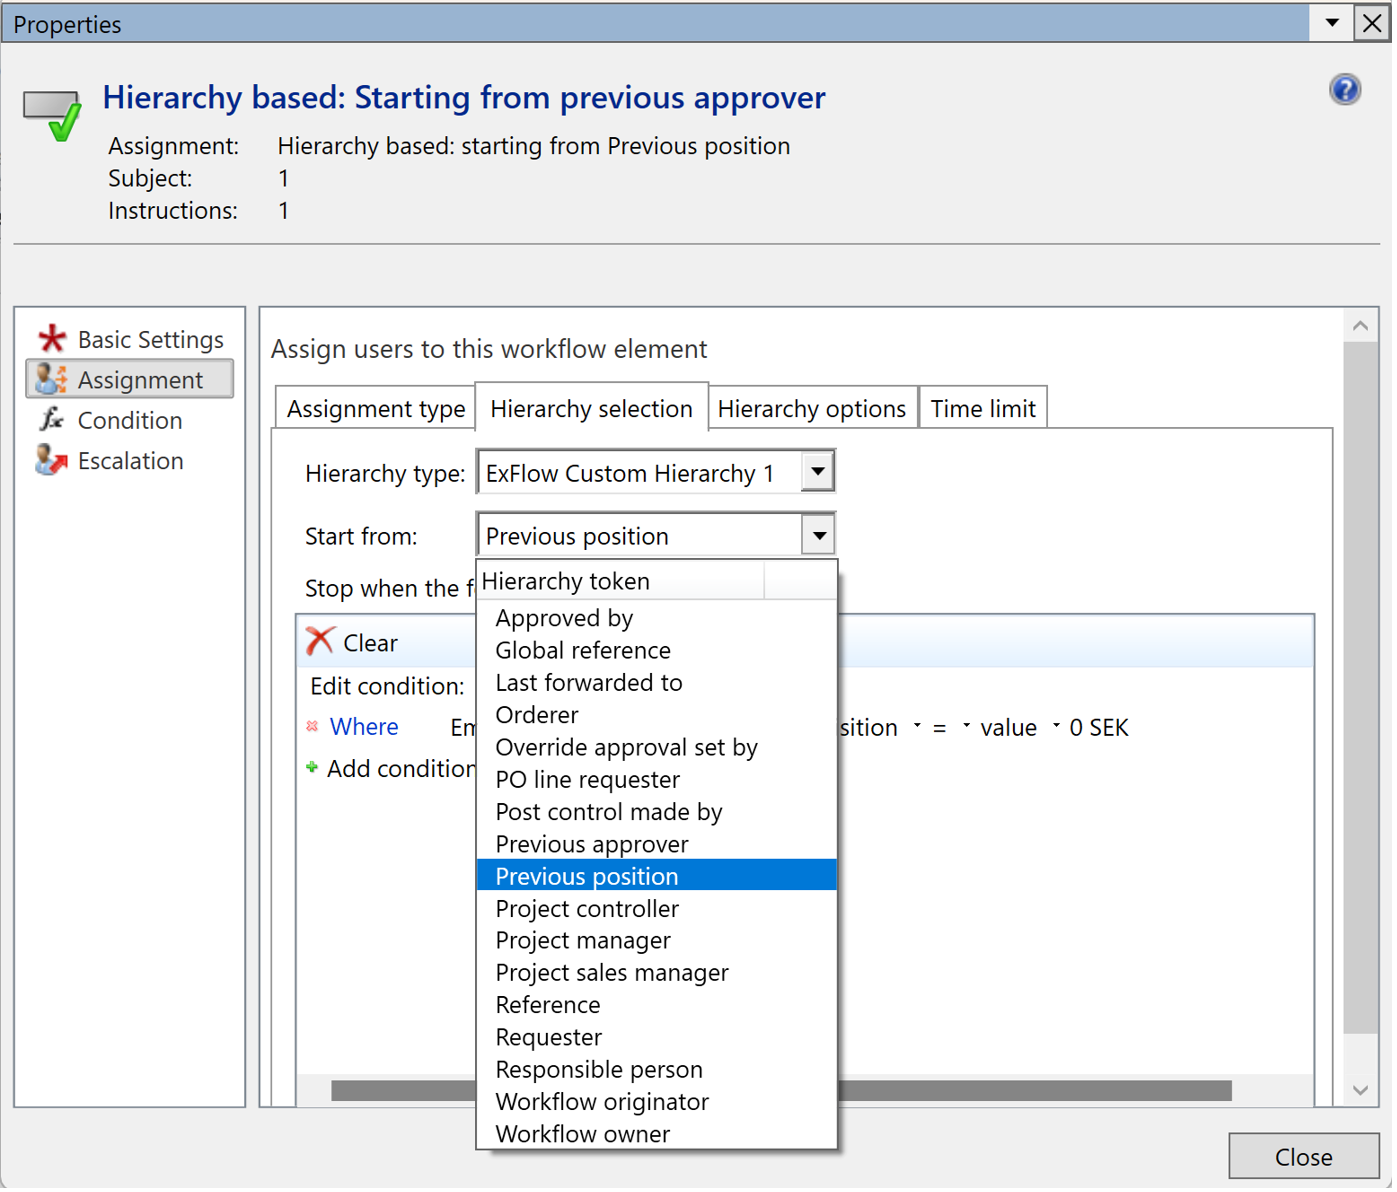 Properties
Hierarchy based: Starting from previous approver
Assignment: Hierarchy based: starting from Previous position
Subject: 1
Instructions: 1
Basic Settings
Assignment
Condition
Escalation
Assign users to this workflow element
Assignment type Hierarchy selection Hierarchy options Time limit
Hierarchy type: ExFlow Custom Hierarchy 1
Start from: Previous position
Stop when the
Hierarchy token
Approved by
Global reference
Last forwarded to
Orderer
Override approval set by
PO line requester
Post control made by
Previous approver
Previous position
Project controller
Project manager
Project sales manager
Reference
Requester
Responsible person
Workflow originator
Workflow owner
Clear
Edit condition:
Where Em sition = value 0 SEK
Add condition
Close